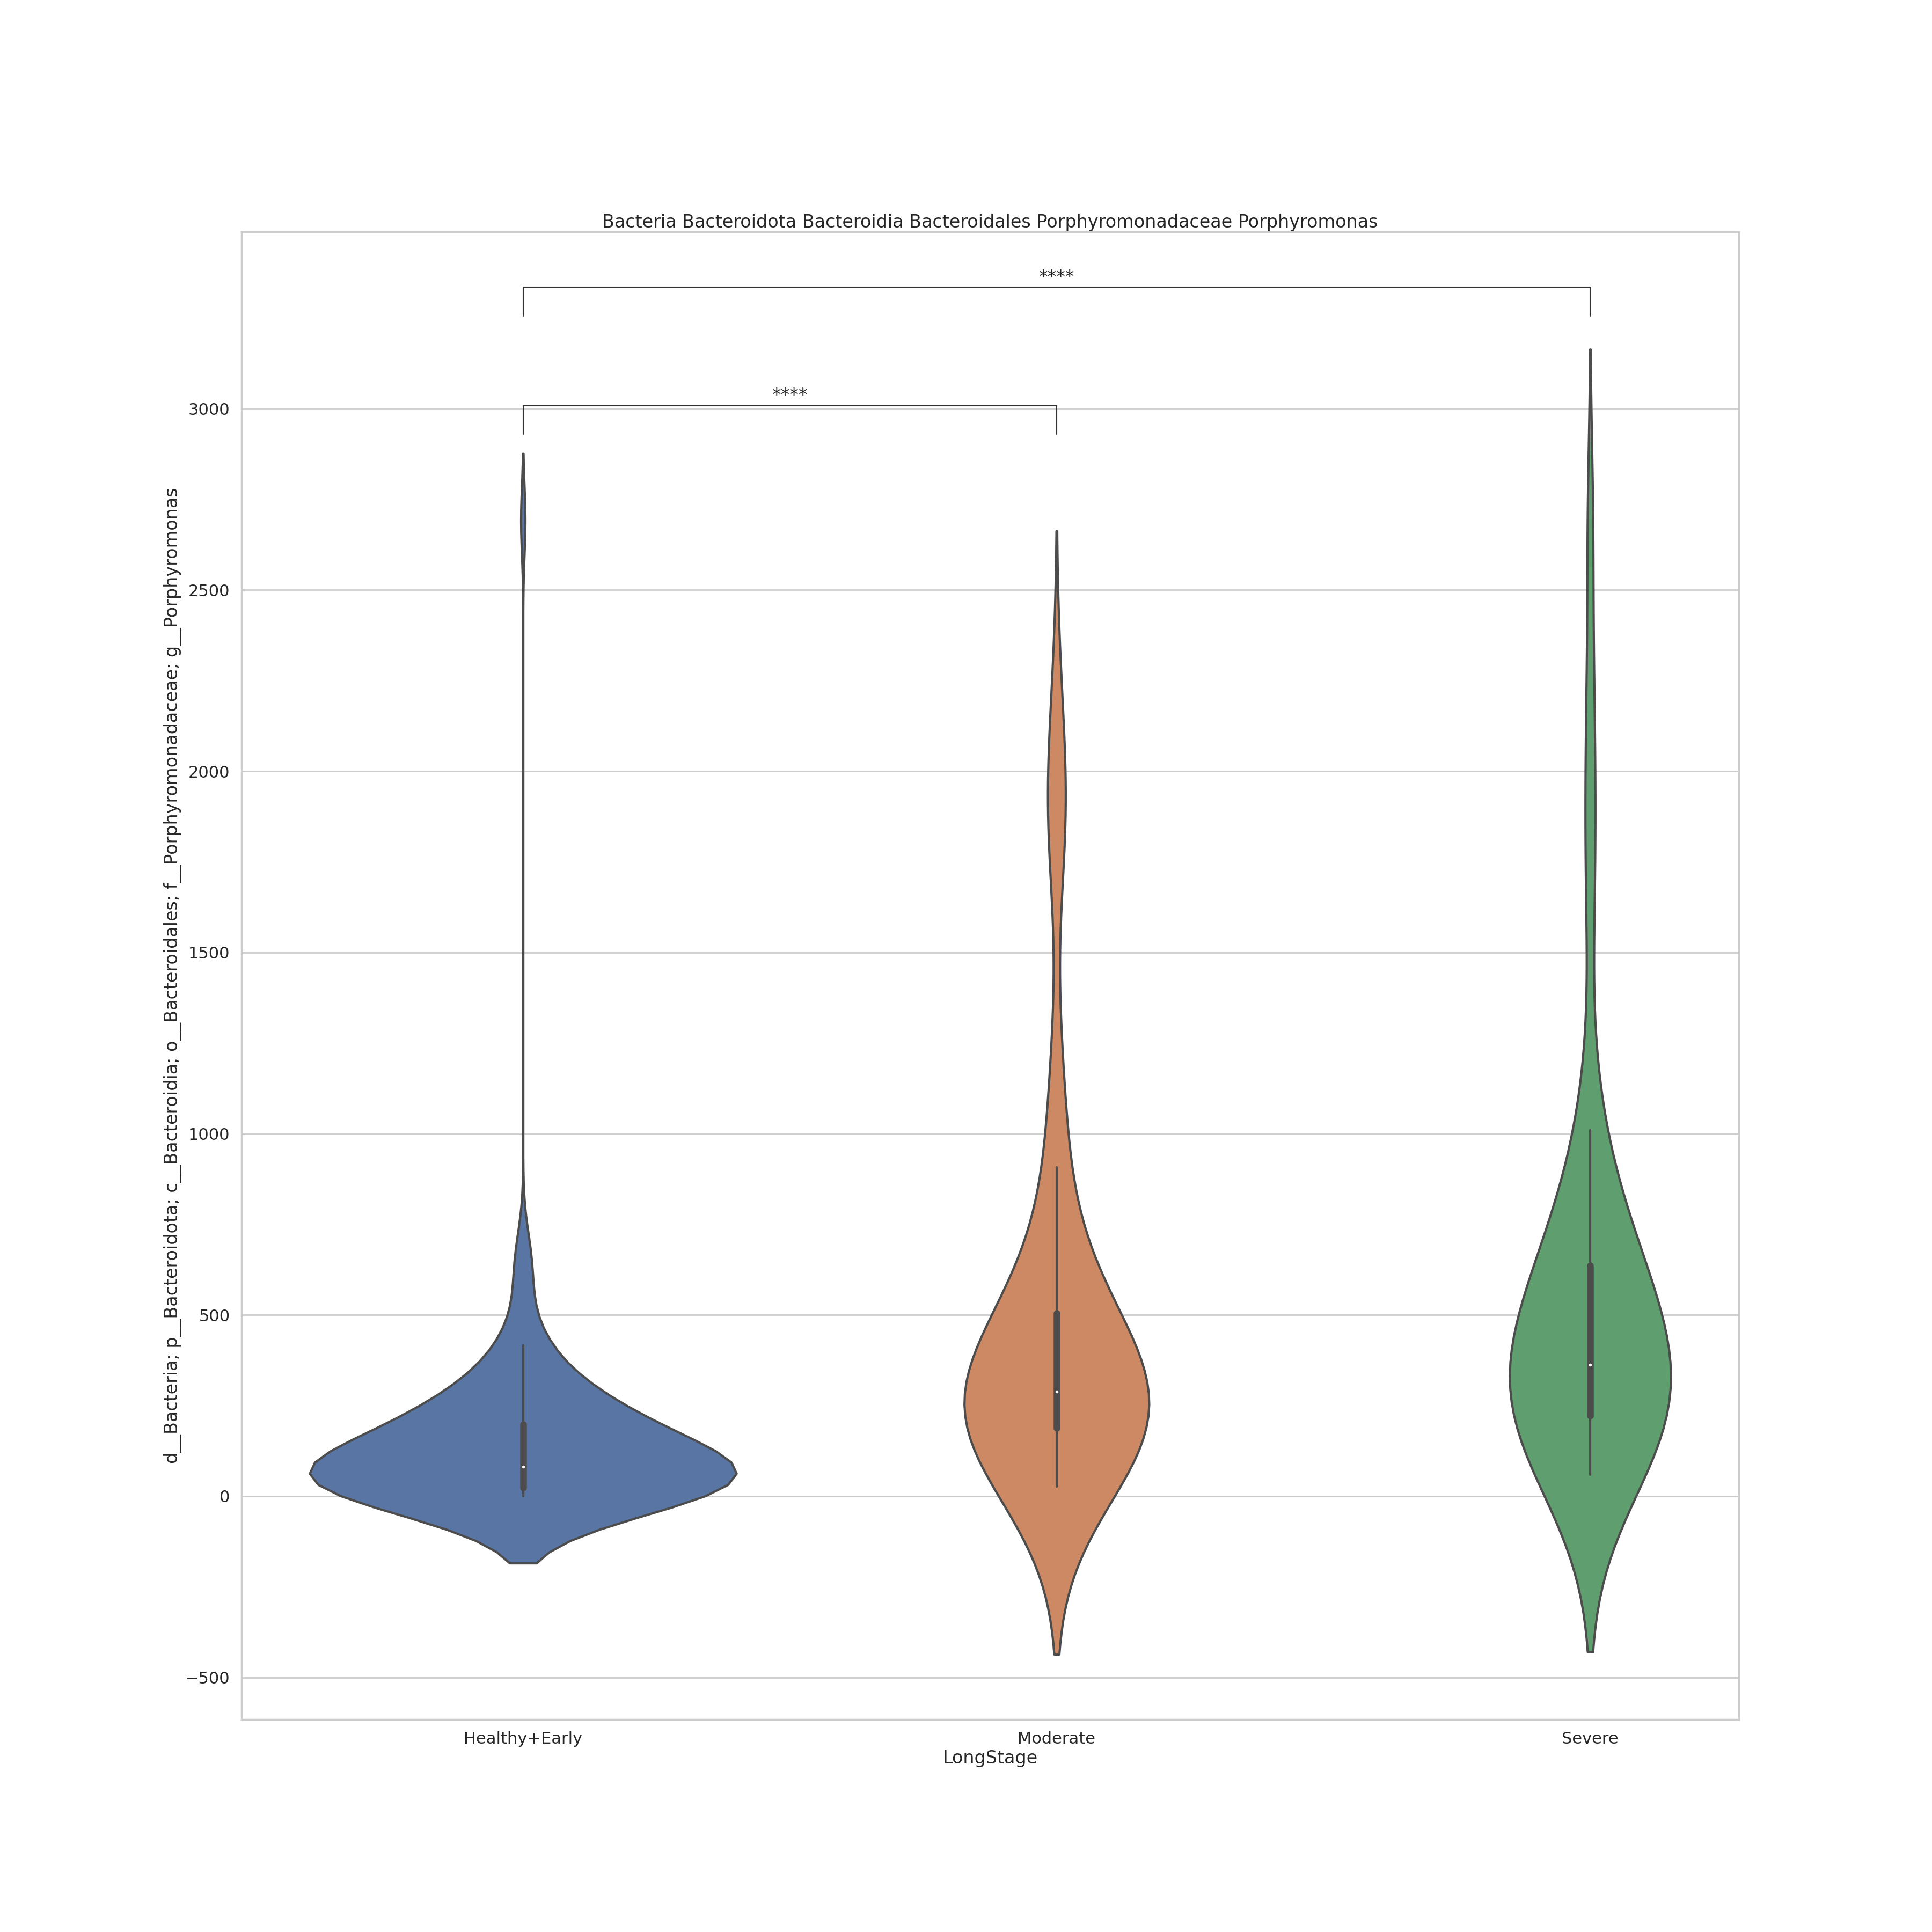 Bacteria Bacteroidota Bacteroidia Bacteroidales Porphyromonadaceae Porphyromonas
****
****
d__Bacteria; p__Bacteroidota; c__Bacteroidia; o__Bacteroidales; f__Porphyromonadaceae; g__Porphyromonas
3000
2500
2000
1500
1000
500
0
−500
Healthy+Early Moderate Severe
LongStage